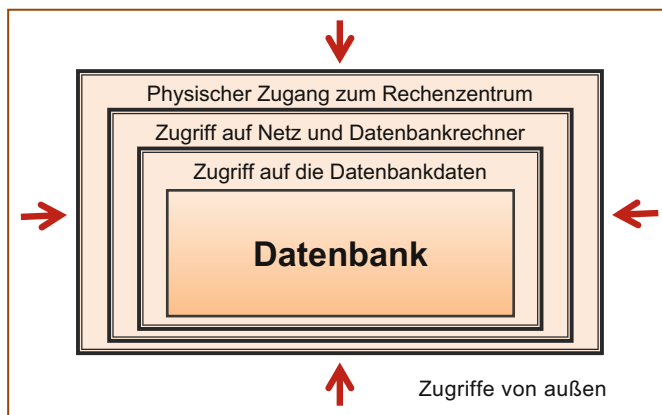 Physischer Zugang zum Rechenzentrum
Zugriff auf Netz und Datenbankrechner
Zugriff auf die Datenbankdaten
Datenbank
Zugriffe von außen